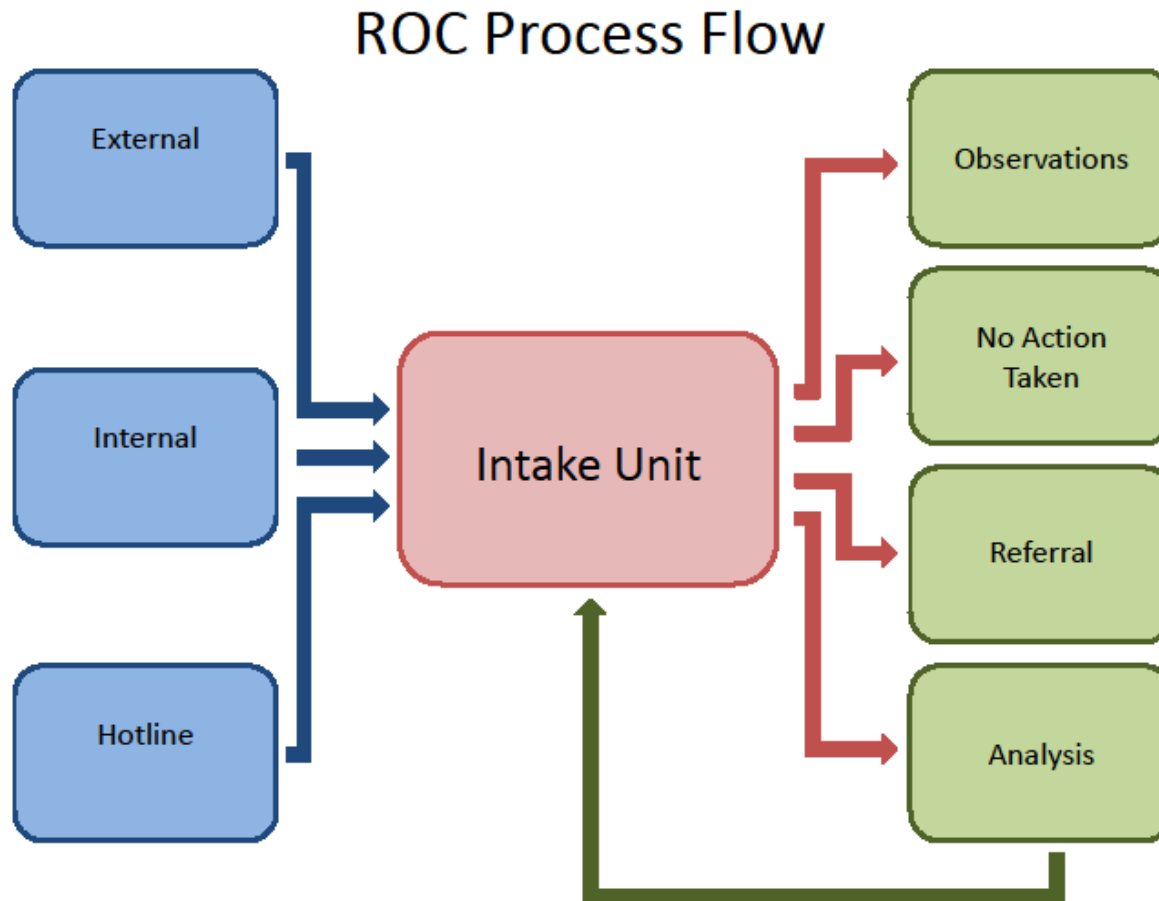 ROC Process Flow
External
Internal
Hotline
Intake Unit
Observations
No Action
Taken
Referral
Analysis